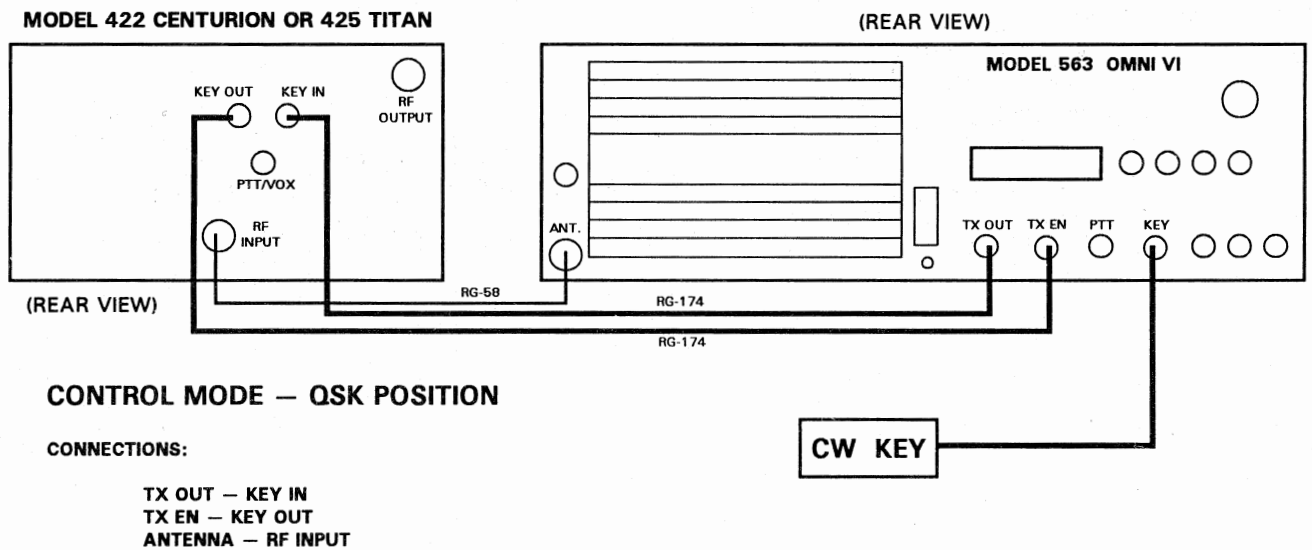 MODEL 422 CENTURION OR 425 TITAN
(REAR VIEW)
MODEL 563 OMNI VI
KEY OUT
KEY IN
RF
OUTPUT
PTT/VOX
RF
INPUT
ANT.
TX OUT
TX EN
PTT
KEY
(REAR VIEW)
RG-58
RG-174
RG-174
CONTROL MODE — QSK POSITION
CW KEY
CONNECTIONS:
TX OUT — KEY IN
TX EN — KEY OUT
ANTENNA — RF INPUT